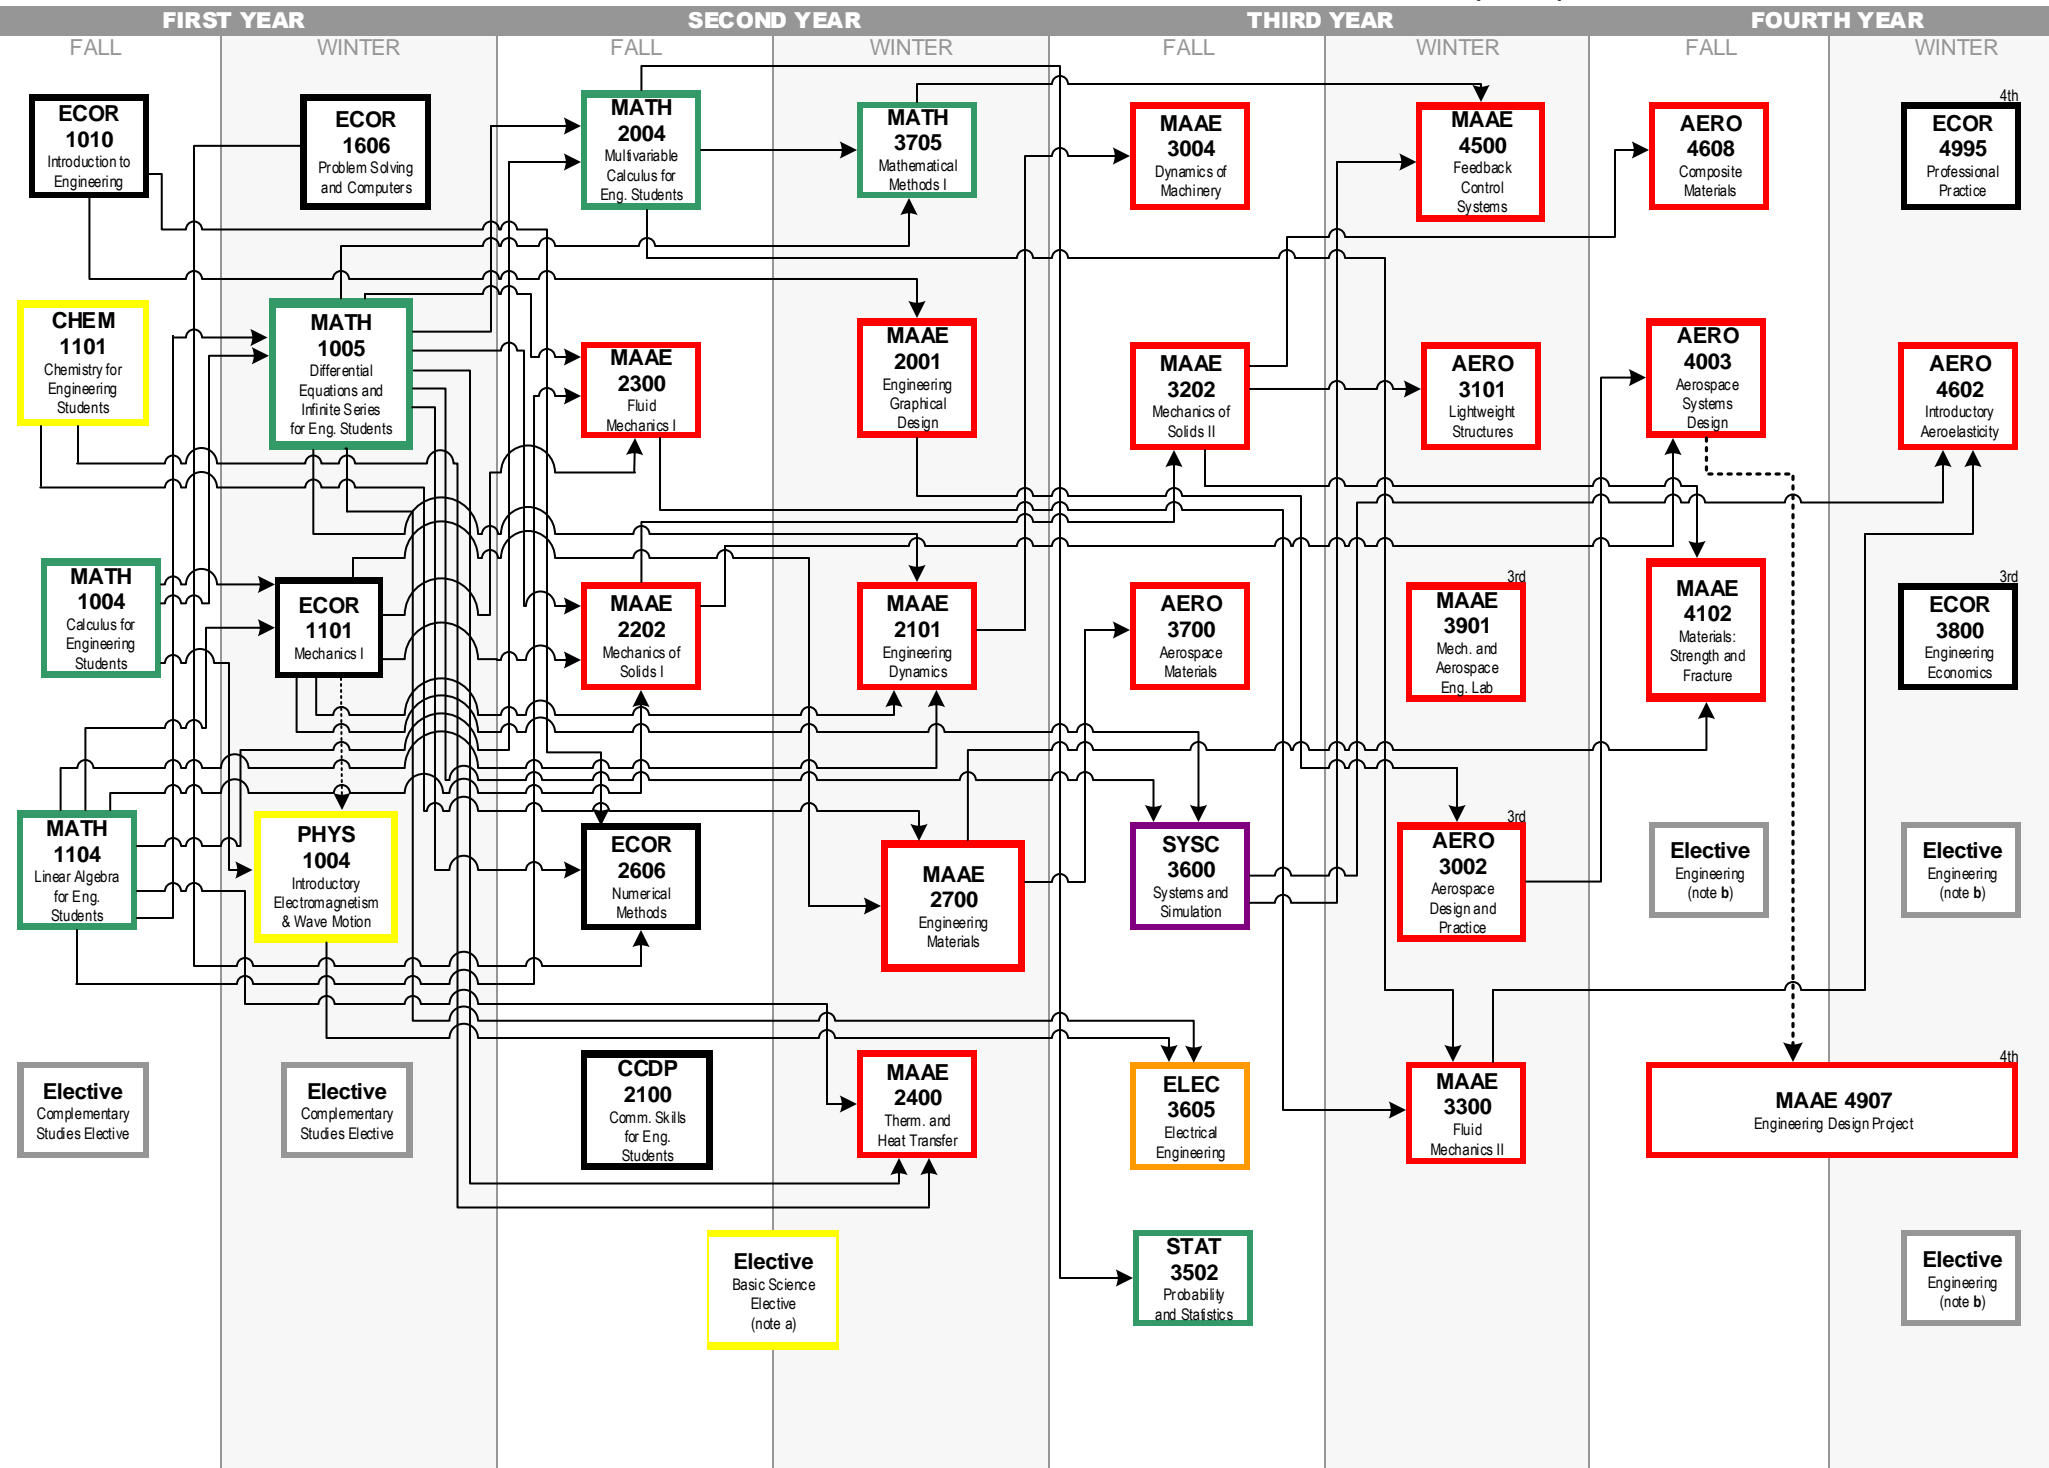 FIRST YEAR
SECOND YEAR
THIRD YEAR
FOURTH YEAR
FALL
WINTER
FALL
WINTER
FALL
WINTER
FALL
WINTER
ECOR
1010
Introduction to
Engineering
CHEM
1101
Chemistry for
Engineering
Students
MATH
1004
Calculus for
Engineering
Students
MATH
1104
Linear Algebra
for Eng.
Students
Elective
Complementary
Studies Elective
ECOR
1606
Problem Solving
and Computers
MATH
1005
Differential
Equations and
Infinite Series
for Eng. Students
ECOR
1101
Mechanics I
PHYS
1004
Introductory
Electromagnetism
& Wave Motion
Elective
Complementary
Studies Elective
MATH
2004
Multivariable
Calculus for
Eng. Students
MAAE
2300
Fluid
Mechanics I
MAAE
2202
Mechanics of
Solids I
ECOR
2606
Numerical
Methods
CCDP
2100
Comm. Skills
for Eng.
Students
Elective
Basic Science
Elective
(note a)
MATH
3705
Mathematical
Methods I
MAAE
2001
Engineering
Graphical
Design
MAAE
2101
Engineering
Dynamics
MAAE
2700
Engineering
Materials
MAAE
2400
Therm. and
Heat Transfer
MAAE
3004
Dynamics of
Machinery
MAAE
3202
Mechanics of
Solids II
AERO
3700
Aerospace
Materials
SYSC
3600
Systems and
Simulation
ELEC
3605
Electrical
Engineering
STAT
3502
Probability
and Statistics
MAAE
4500
Feedback
Control
Systems
AERO
3101
Lightweight
Structures
3rd
MAAE
3901
Mech. and
Aerospace
Eng. Lab
3rd
AERO
3002
Aerospace
Design and
Practice
MAAE
3300
Fluid
Mechanics II
AERO
4608
Composite
Materials
AERO
4003
Aerospace
Systems
Design
MAAE
4102
Materials:
Strength and
Fracture
Elective
Engineering
(note b)
4th
ECOR
4995
Professional
Practice
AERO
4602
Introductory
Aeroelasticity
3rd
ECOR
3800
Engineering
Economics
Elective
Engineering
(note b)
4th
MAAE 4907
Engineering Design Project
Elective
Engineering
(note b)